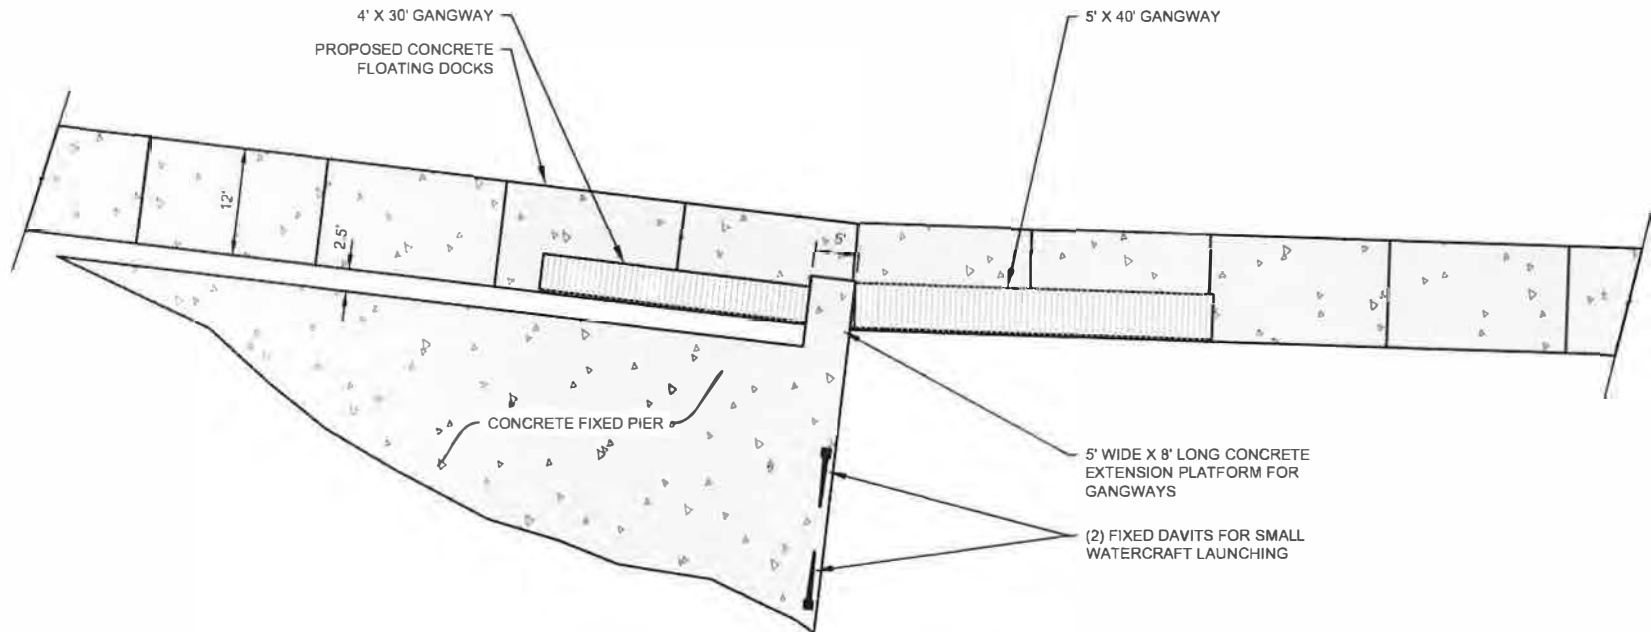 4' X 30' GANGWAY
5' X 40' GANGWAY
PROPOSED CONCRETE
FLOATING DOCKS
12'
2.5'
5'
CONCRETE FIXED PIER
5' WIDE X 8' LONG CONCRETE
EXTENSION PLATFORM FOR
GANGWAYS
(2) FIXED DAVITS FOR SMALL
WATERCRAFT LAUNCHING